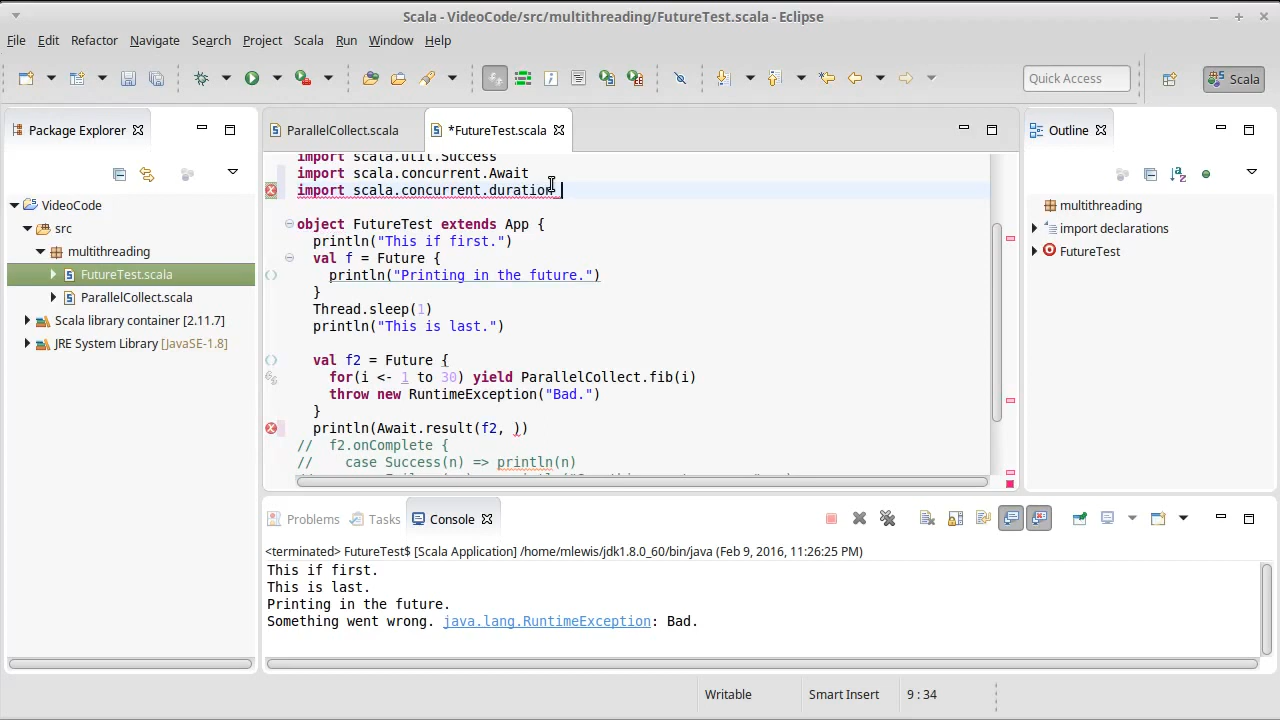 Scala - VideoCode/src/multithreading/FutureTest.scala - Eclipse
File Edit Refactor Navigate Search Project Scala Run Window Help
Quick Access
Scala
Package Explorer
VideoCode
src
multithreading
FutureTest.scala
ParallelCollect.scala
Scala library container [2.11.7]
JRE System Library [JavaSE-1.8]
ParallelCollect.scala
*FutureTest.scala
import scala.util.Success
import scala.concurrent.Await
import scala.concurrent.duration_
object FutureTest extends App {
println("This if first.")
val f = Future {
println("Printing in the future.")
}
Thread.sleep(1)
println("This is last.")
val f2 = Future {
for(i <- 1 to 30) yield ParallelCollect.fib(i)
throw new RuntimeException("Bad.")
}
println(Await.result(f2, ))
// f2.onComplete {
// case Success(n) => println(n)
Outline
multithreading
import declarations
FutureTest
Problems
Tasks
Console
<terminated> FutureTest$ [Scala Application] /home/mlewis/jdk1.8.0_60/bin/java (Feb 9, 2016, 11:26:25 PM)
This if first.
This is last.
Printing in the future.
Something went wrong. java.lang.RuntimeException: Bad.
Writable
Smart Insert
9 : 34